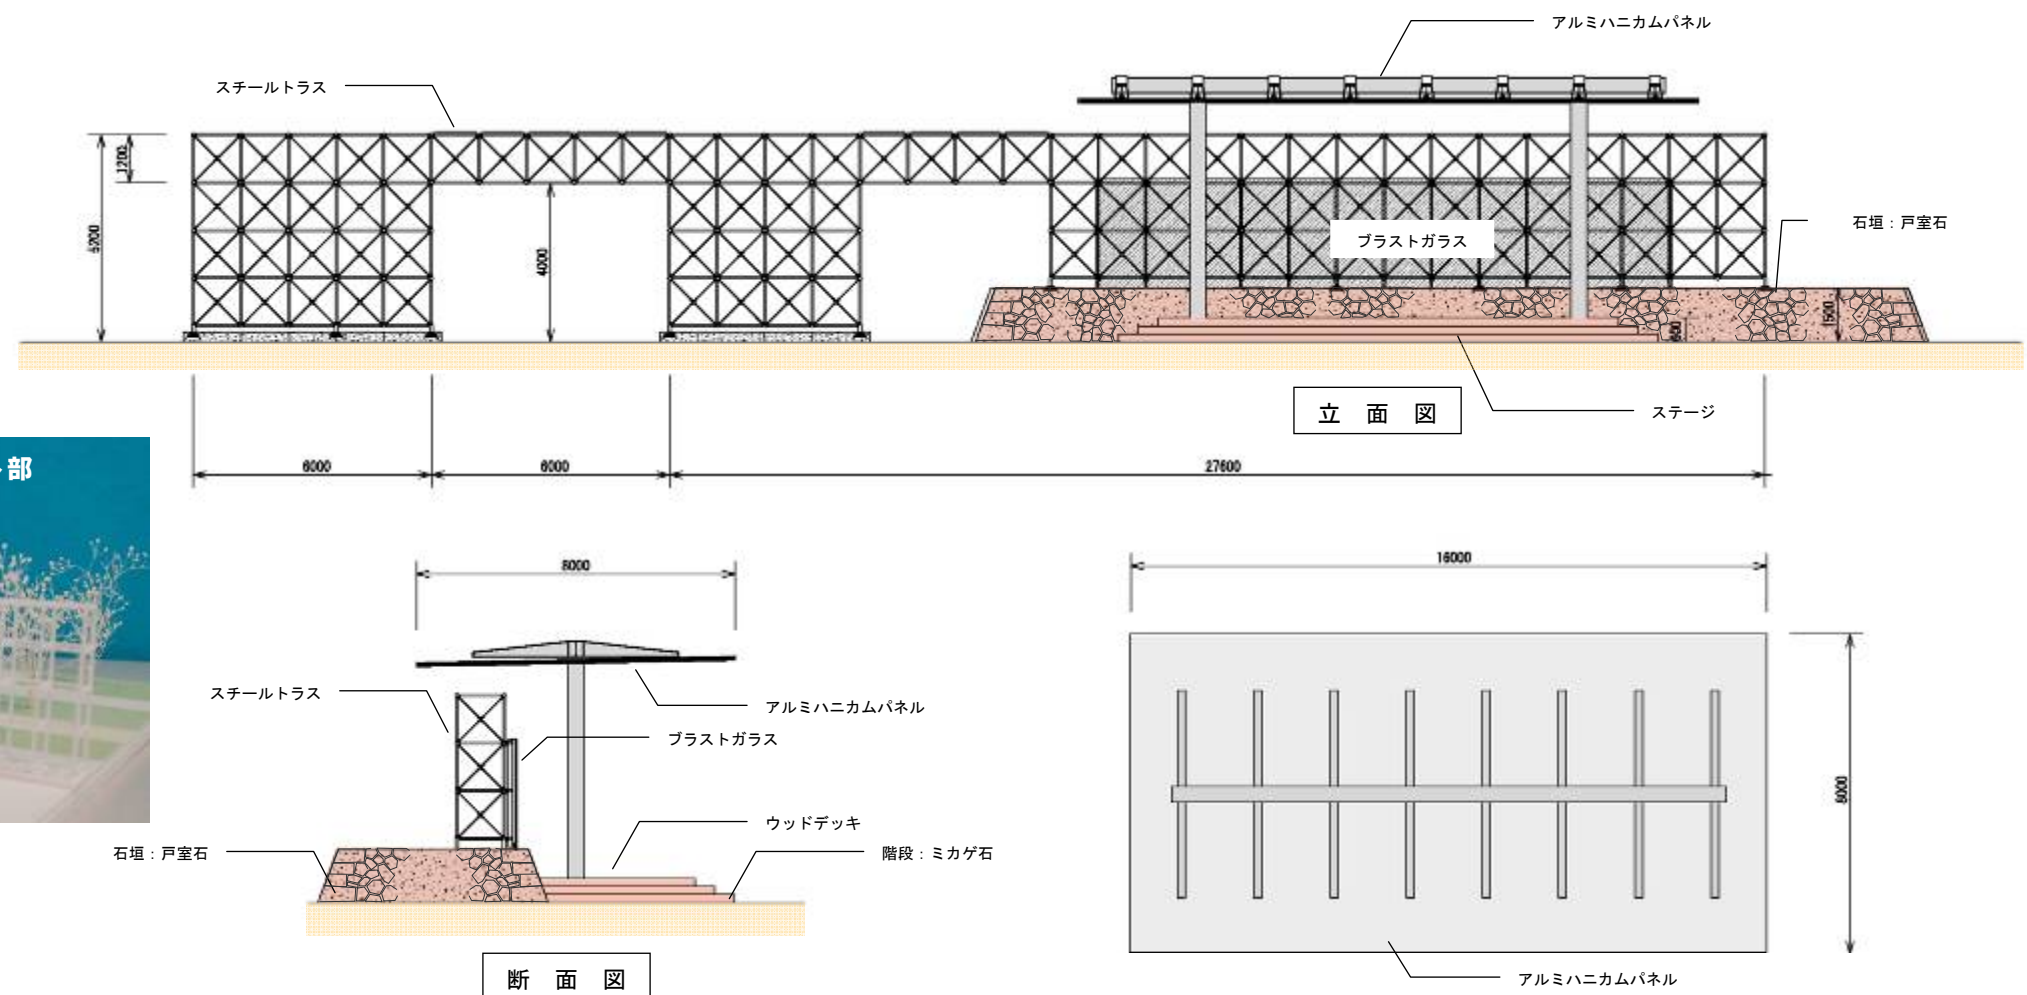 アルミハニカムパネル
スチールトラス
1200
5200
4000
ブラストガラス
石垣：戸室石
1500
600
立面図
ステージ
6000
6000
27600
部
8000
スチールトラス
アルミハニカムパネル
ブラストガラス
ウッドデッキ
石垣：戸室石
階段：ミカゲ石
断面図
16000
8000
アルミハニカムパネル